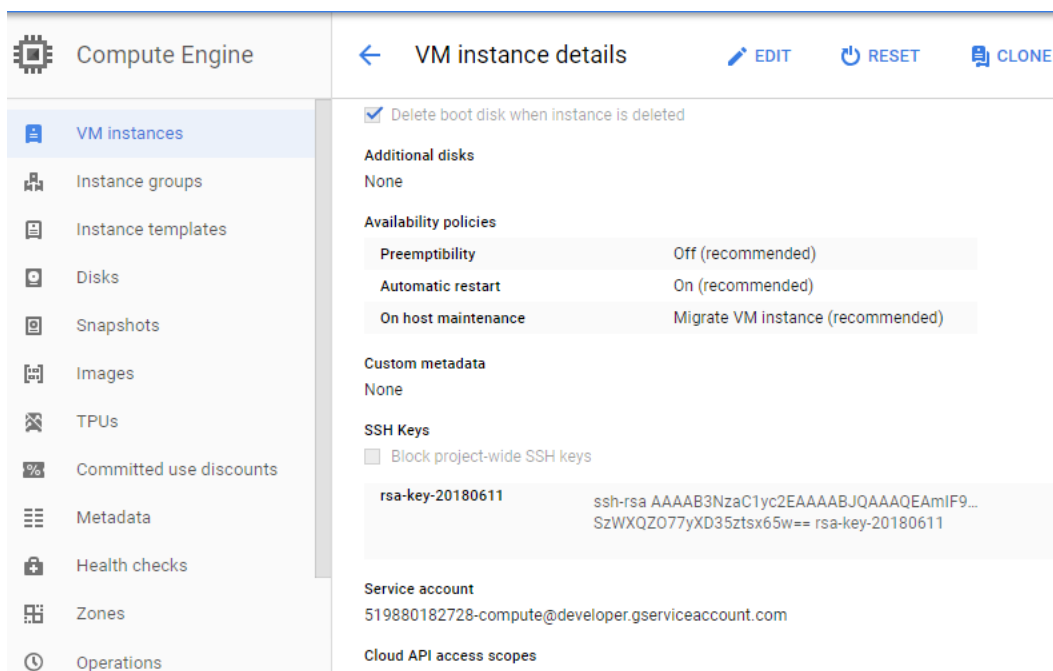 Compute Engine
VM instances
Instance groups
Instance templates
Disks
Snapshots
Images
TPUs
Committed use discounts
Metadata
Health checks
Zones
Operations
VM instance details
EDIT
RESET
CLONE
Delete boot disk when instance is deleted
Additional disks
None
Availability policies
Preemptibility Off (recommended)
Automatic restart On (recommended)
On host maintenance Migrate VM instance (recommended)
Custom metadata
None
SSH Keys
Block project-wide SSH keys
rsa-key-20180611 ssh-rsa AAAAB3NzaC1yc2EAAAABJQAAAQEAmIF9...
SzWXQZO77yXD35ztsx65w== rsa-key-20180611
Service account
519880182728-compute@developer.gserviceaccount.com
Cloud API access scopes